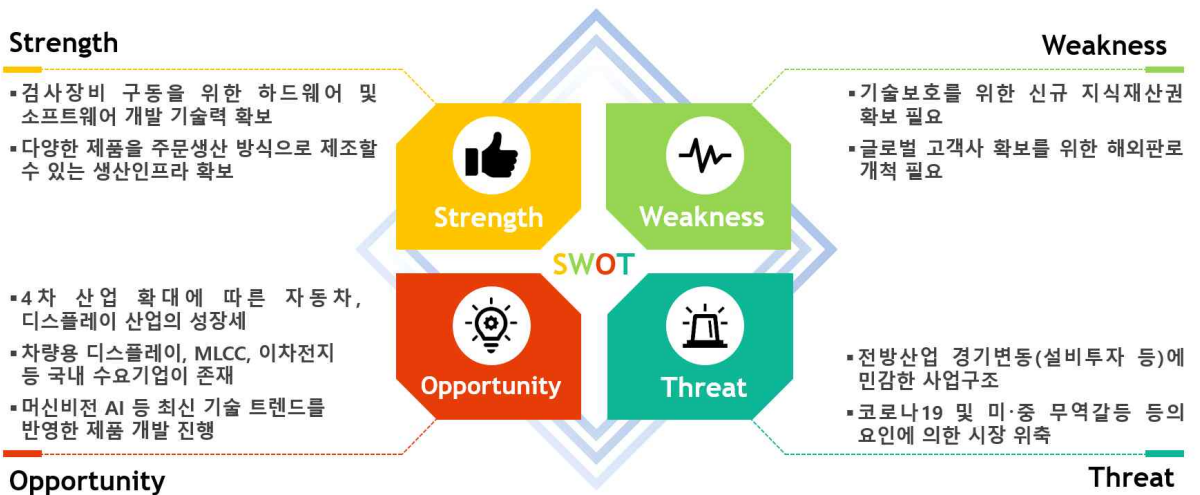 Strength
▪검사장비 구동을 위한 하드웨어 및
소프트웨어 개발 기술력 확보
▪다양한 제품을 주문생산 방식으로 제조할
수 있는 생산인프라 확보
Weakness
▪기술보호를 위한 신규 지식재산권
확보 필요
▪글로벌 고객사 확보를 위한 해외판로
개척 필요
Strength
Weakness
SWOT
Opportunity
Threat
▪4차 산업 확대에 따른 자동차,
디스플레이 산업의 성장세
▪차량용 디스플레이, MLCC, 이차전지
등 국내 수요기업이 존재
▪머신비전 AI 등 최신 기술 트렌드를
반영한 제품 개발 진행
Opportunity
▪전방산업 경기변동(설비투자 등)에
민감한 사업구조
▪코로나19 및 미·중 무역갈등 등의
요인에 의한 시장 위축
Threat